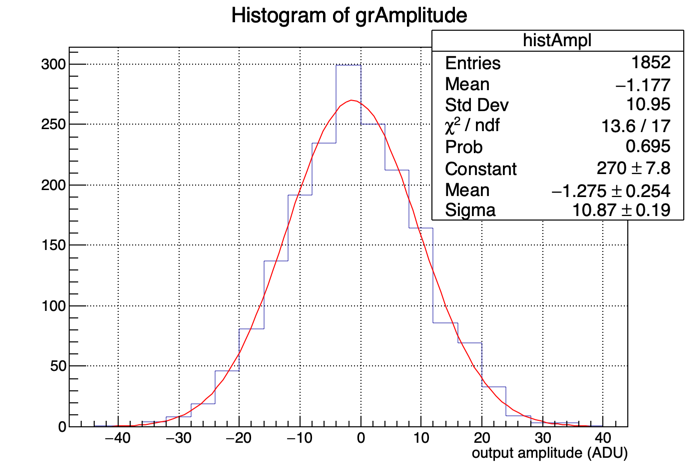 Histogram of grAmplitude
histAmpl
Entries 1852
Mean −1.177
Std Dev 10.95
χ² / ndf 13.6 / 17
Prob 0.695
Constant 270 ± 7.8
Mean −1.275 ± 0.254
Sigma 10.87 ± 0.19
300
250
200
150
100
50
0
−40 −30 −20 −10 0 10 20 30 40
output amplitude (ADU)